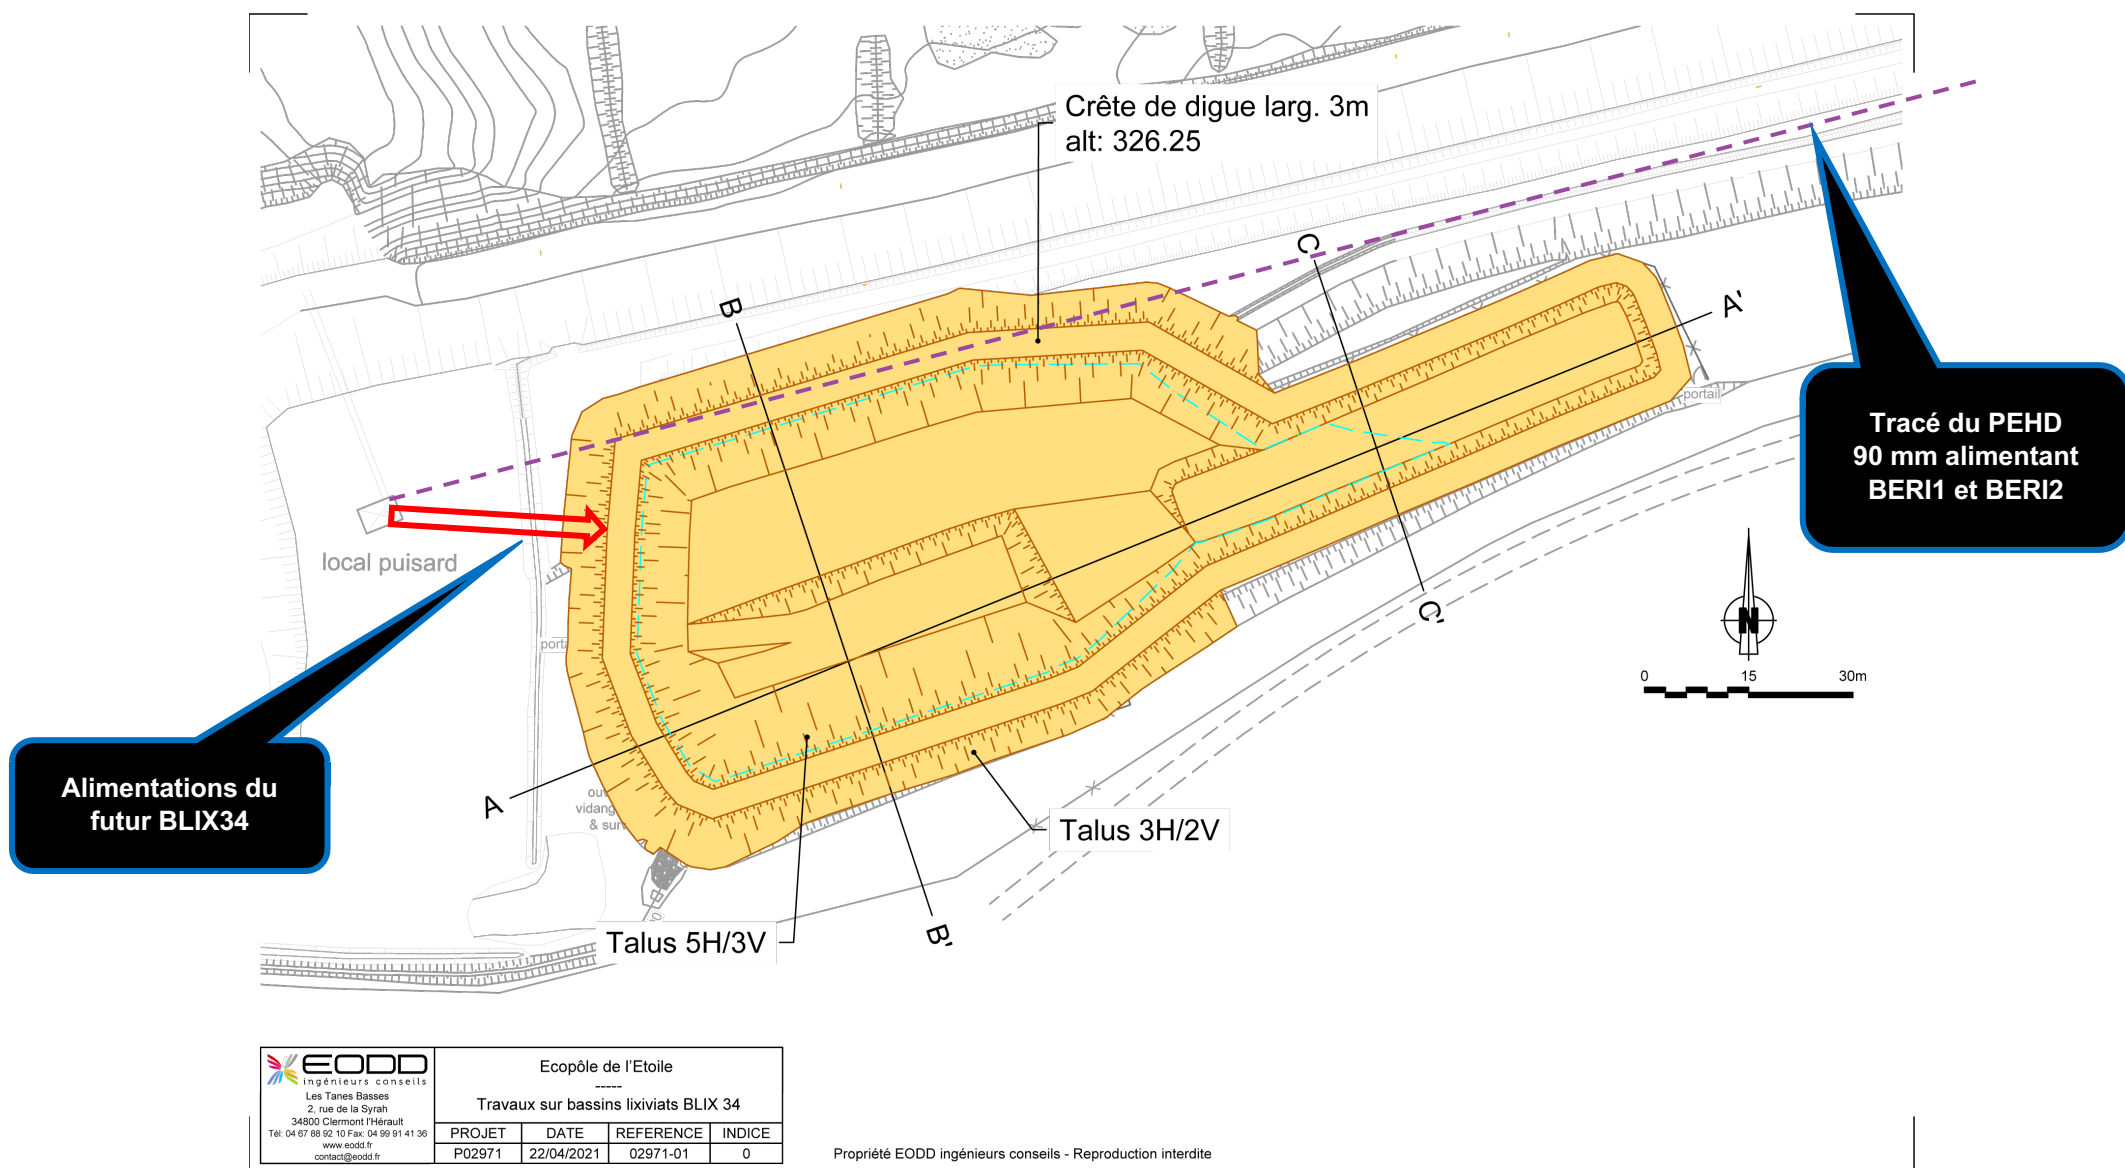 Crête de digue larg. 3m
alt: 326.25
C
B
A'
portail
Tracé du PEHD
90 mm alimentant
BERI1 et BERI2
local puisard
N
C'
0 15 30m
Alimentations du
futur BLIX34
A
Talus 3H/2V
B'
Talus 5H/3V
EODD
ingénieurs conseils
Les Tanes Basses
2, rue de la Syrah
34800 Clermont l'Hérault
Tél: 04 67 88 92 10 Fax: 04 99 91 41 36
www.eodd.fr
contact@eodd.fr
Ecopôle de l'Etoile
-----
Travaux sur bassins lixiviats BLIX 34
PROJET DATE REFERENCE INDICE
P02971 22/04/2021 02971-01 0
Propriété EODD ingénieurs conseils - Reproduction interdite